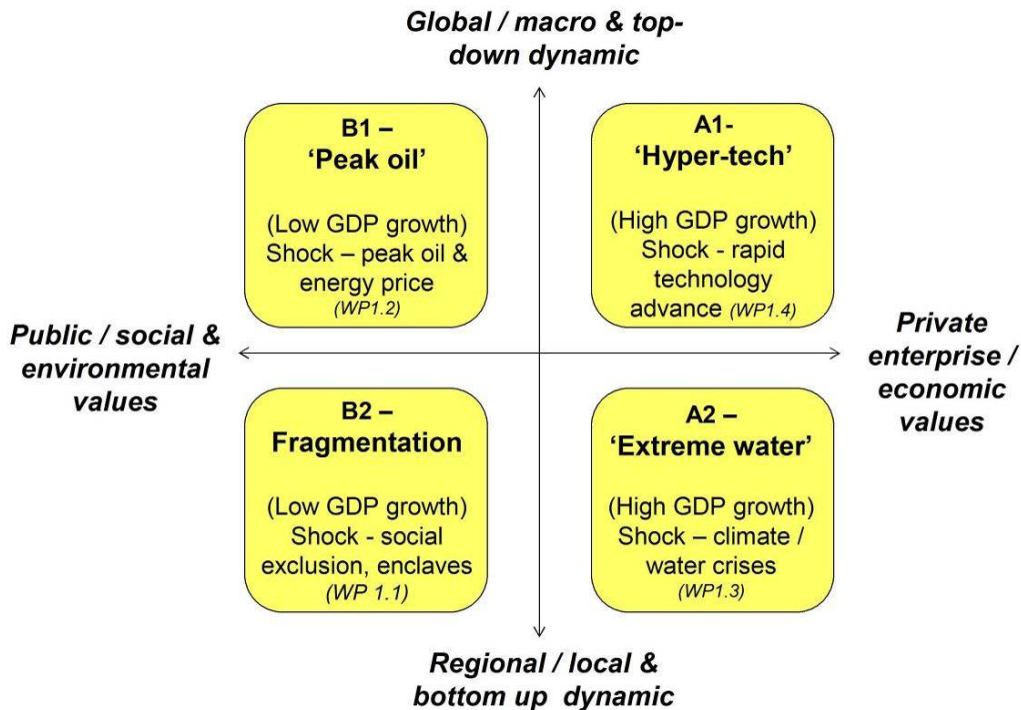 Global / macro & top-
down dynamic
B1 –
‘Peak oil’
(Low GDP growth)
Shock – peak oil &
energy price
(WP1.2)
A1-
‘Hyper-tech’
(High GDP growth)
Shock - rapid
technology
advance (WP1.4)
Public / social &
environmental
values
Private
enterprise /
economic
values
B2 –
Fragmentation
(Low GDP growth)
Shock - social
exclusion, enclaves
(WP 1.1)
A2 –
‘Extreme water’
(High GDP growth)
Shock – climate /
water crises
(WP1.3)
Regional / local &
bottom up  dynamic